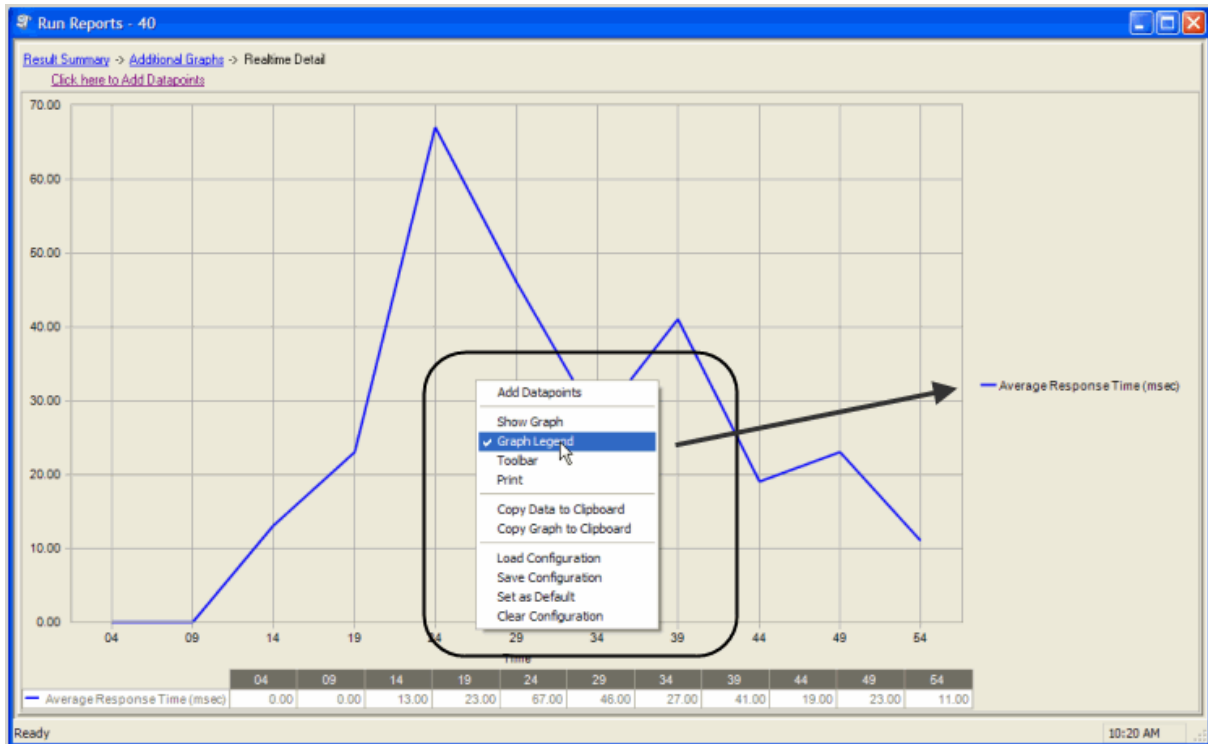 Run Reports - 40
Result Summary -> Additional Graphs -> Realtime Detail
Click here to Add Datapoints
70.00
60.00
50.00
40.00
30.00
20.00
10.00
0.00
Average Response Time (msec)
Add Datapoints
Show Graph
Graph Legend
Toolbar
Print
Copy Data to Clipboard
Copy Graph to Clipboard
Load Configuration
Save Configuration
Set as Default
Clear Configuration
04 09 14 19 24 29 34 39 44 49 54
Time
04 09 14 19 24 29 34 39 44 49 54
Average Response Time (msec) 0.00 0.00 13.00 23.00 67.00 46.00 27.00 41.00 19.00 23.00 11.00
Ready 10:20 AM